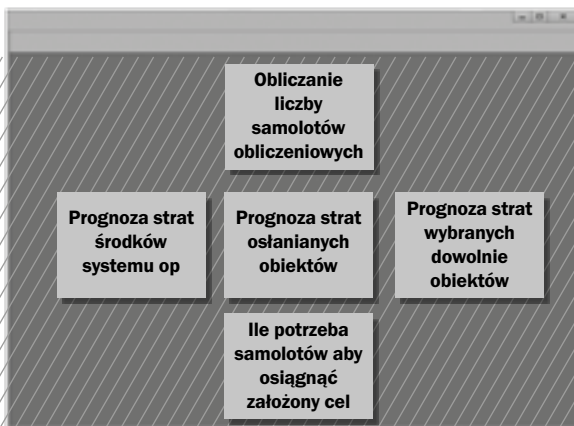 Obliczanie
liczby
samolotów
obliczeniowych
Prognoza strat
środków
systemu op
Prognoza strat
osłanianych
obiektów
Prognoza strat
wybranych
dowolnie
obiektów
Ile potrzeba
samolotów aby
osiągnąć
założony cel